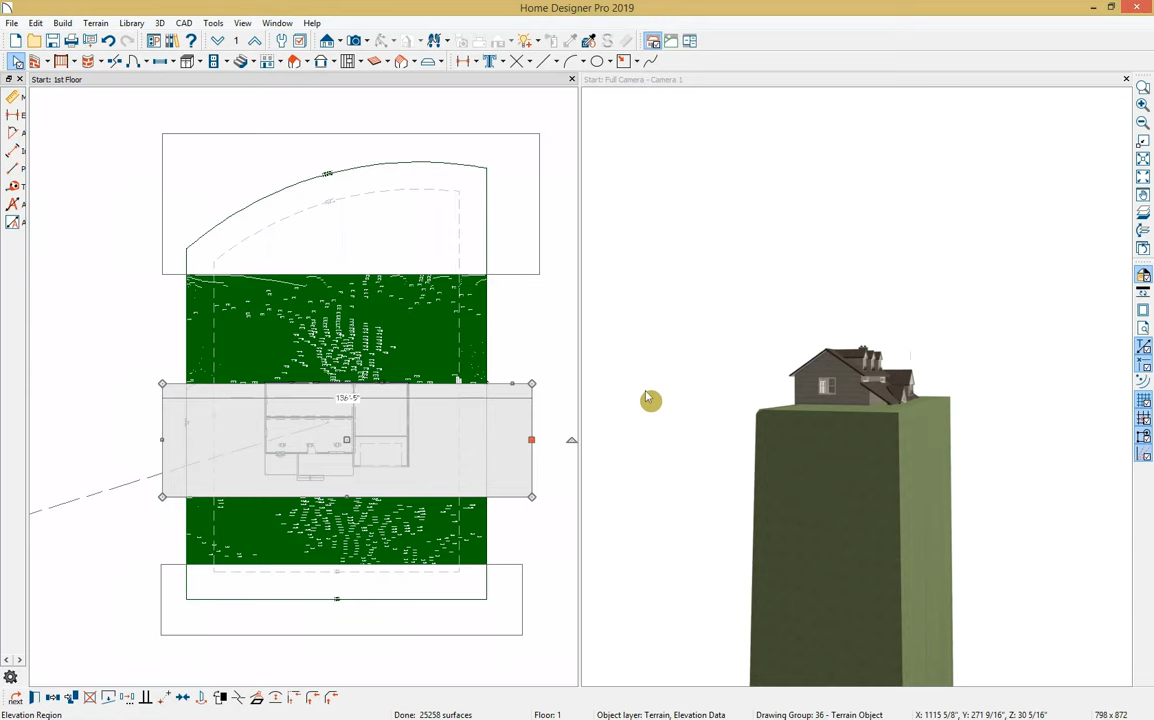 Home Designer Pro 2019
File Edit Build Terrain Library 3D CAD Tools View Window Help
1
Start: 1st Floor
Start: Full Camera - Camera 1
136'-5"
next
Elevation Region
Done: 25258 surfaces
Floor: 1
Object layer: Terrain, Elevation Data
Drawing Group: 36 - Terrain Object
X: 1115 5/8", Y: 271 9/16", Z: 30 5/16"
798 x 872